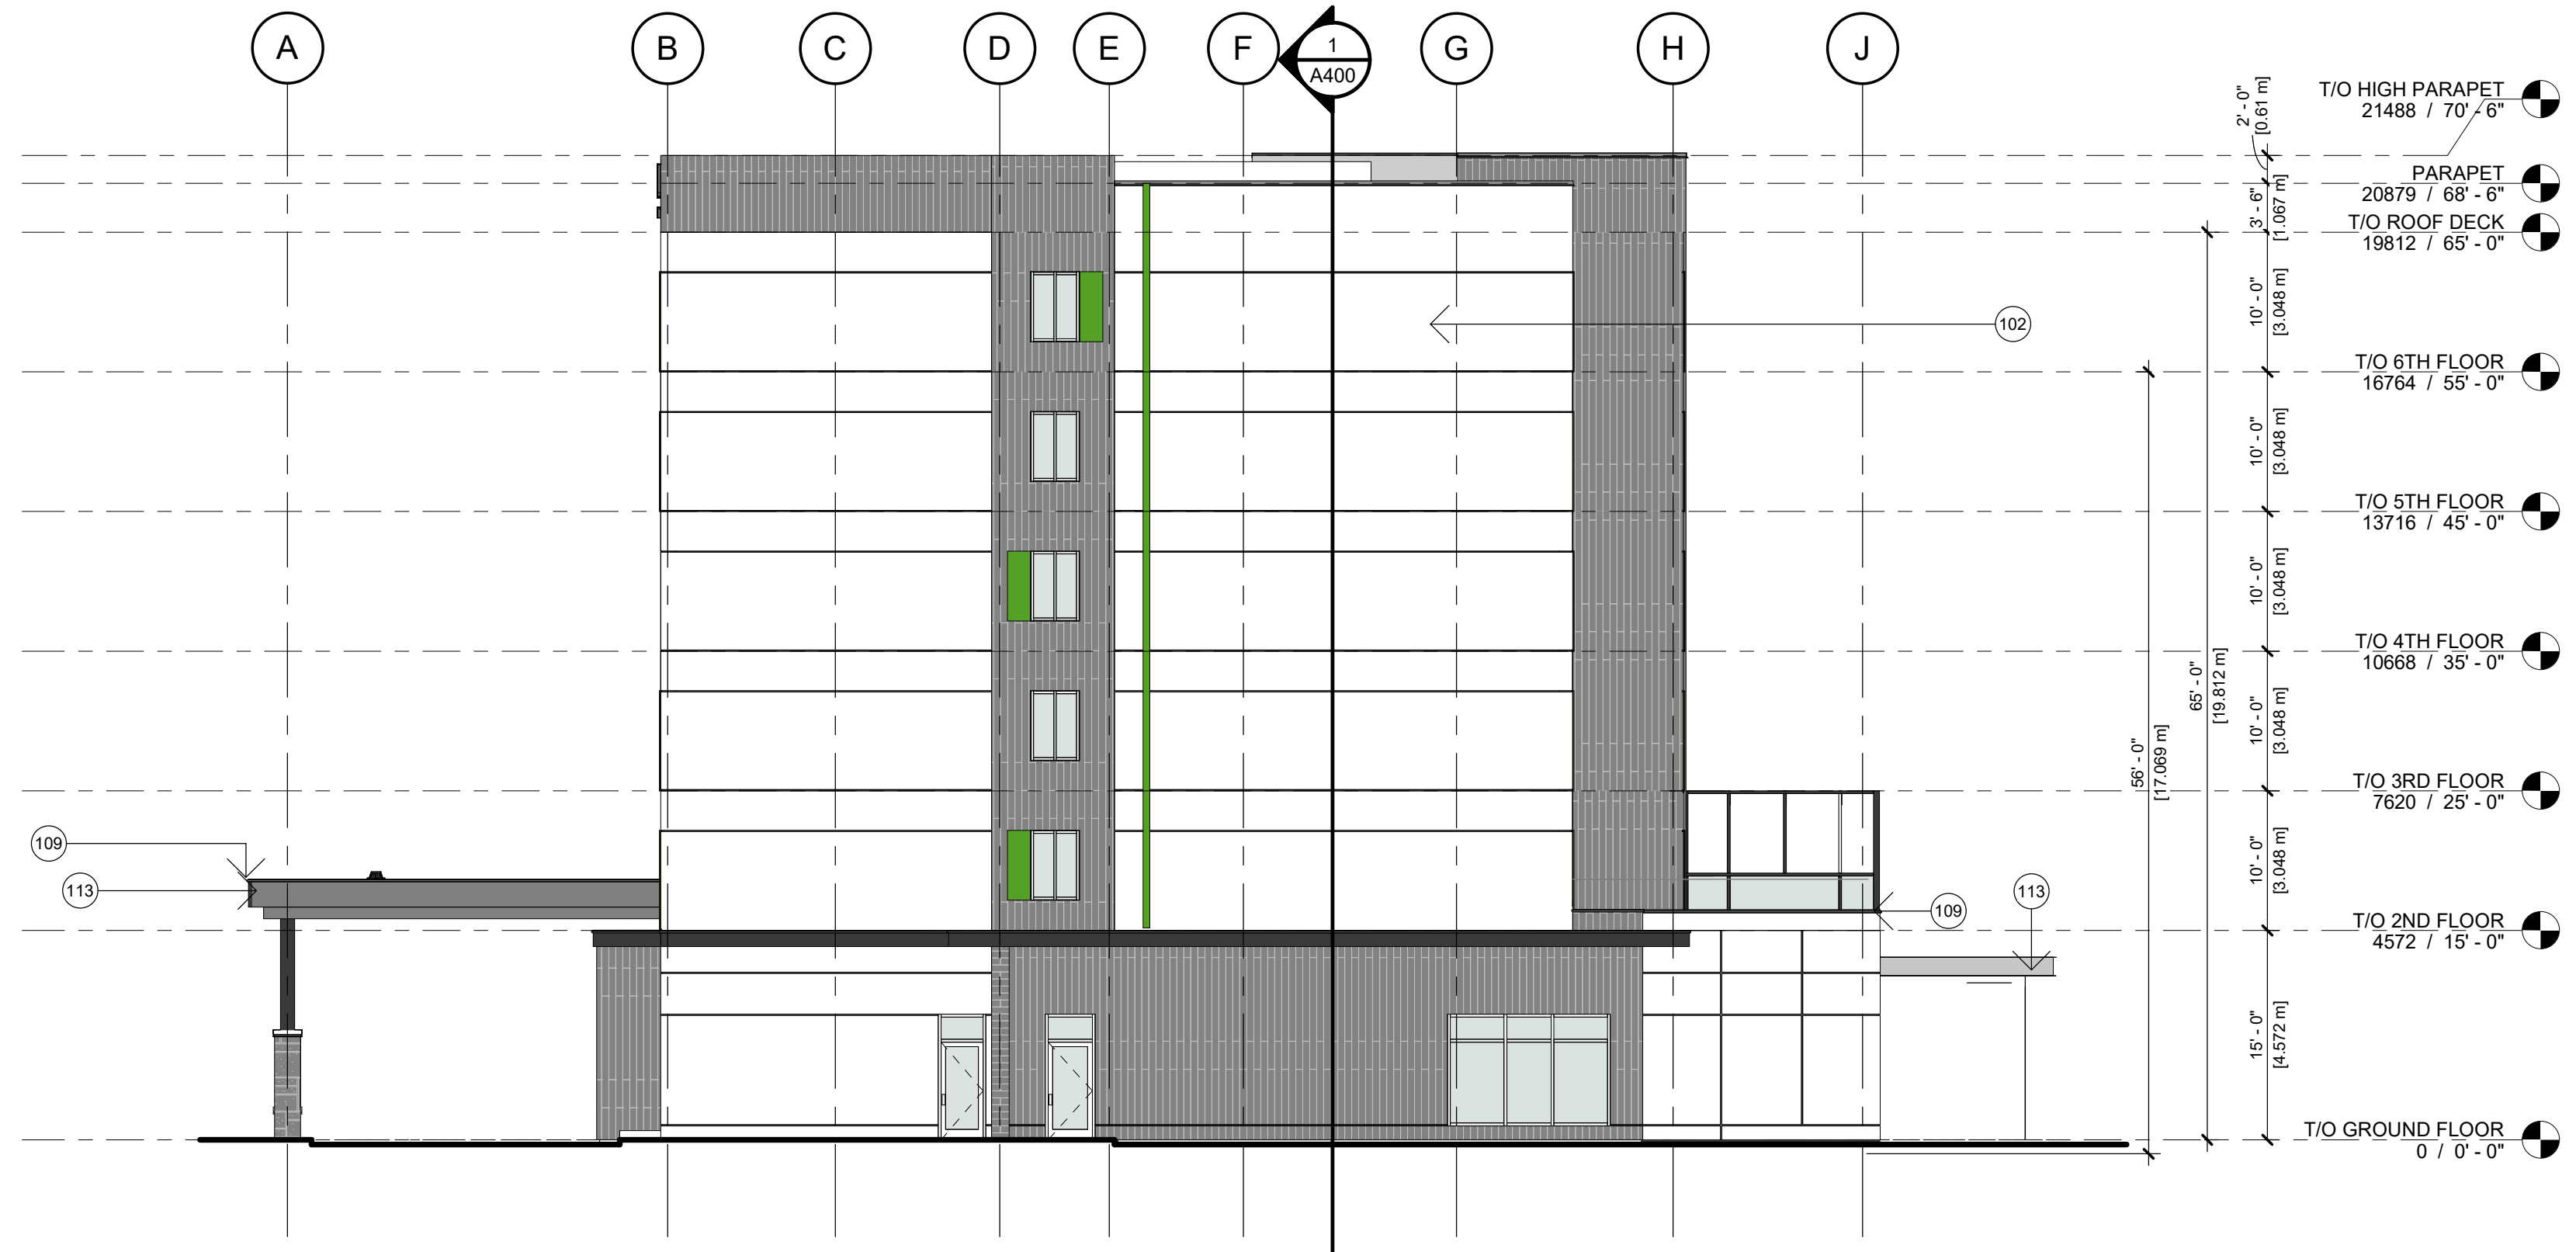 A
B
C
D
E
F
1
A400
G
H
J
T/O HIGH PARAPET
21488 / 70' - 6"
PARAPET
20879 / 68' - 6"
T/O ROOF DECK
19812 / 65' - 0"
T/O 6TH FLOOR
16764 / 55' - 0"
T/O 5TH FLOOR
13716 / 45' - 0"
T/O 4TH FLOOR
10668 / 35' - 0"
T/O 3RD FLOOR
7620 / 25' - 0"
T/O 2ND FLOOR
4572 / 15' - 0"
T/O GROUND FLOOR
0 / 0' - 0"
2' - 0"
[0.61 m]
3' - 6"
[1.067 m]
10' - 0"
[3.048 m]
10' - 0"
[3.048 m]
10' - 0"
[3.048 m]
10' - 0"
[3.048 m]
10' - 0"
[3.048 m]
15' - 0"
[4.572 m]
65' - 0"
[19.812 m]
56' - 0"
[17.069 m]
102
109
113
109
113